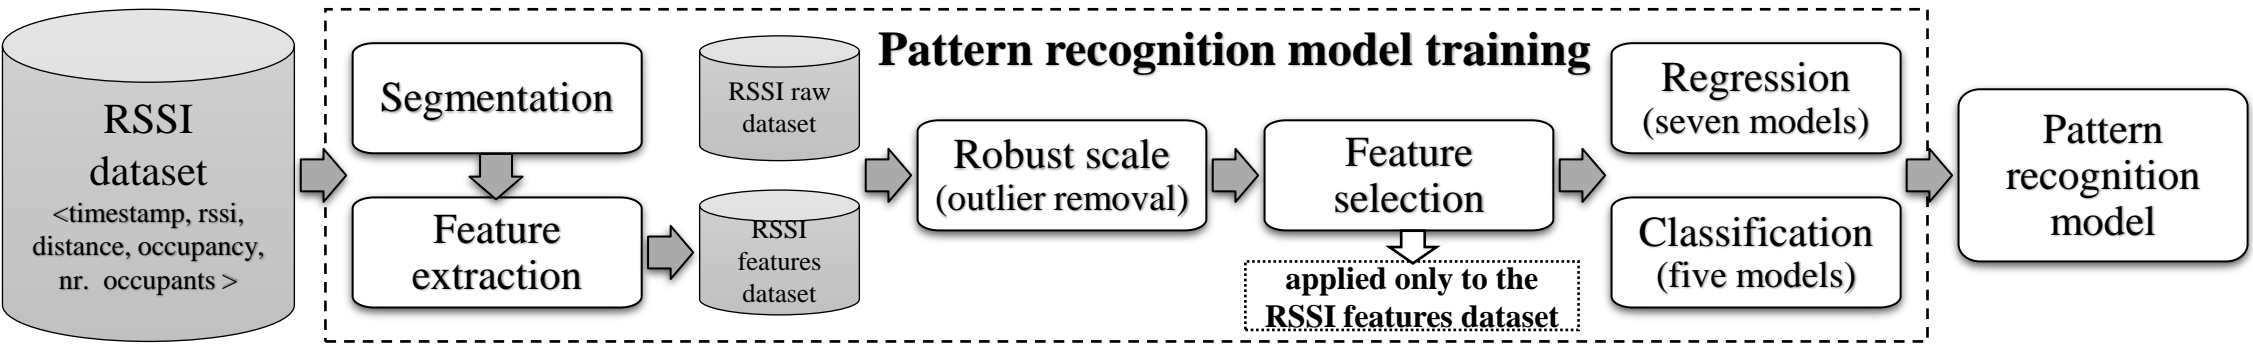 RSSI
dataset
<timestamp, rssi,
distance, occupancy,
nr. occupants >
Pattern recognition model training
Segmentation
Feature
extraction
RSSI raw
dataset
RSSI
features
dataset
Robust scale
(outlier removal)
Feature
selection
applied only to the
RSSI features dataset
Regression
(seven models)
Classification
(five models)
Pattern
recognition
model